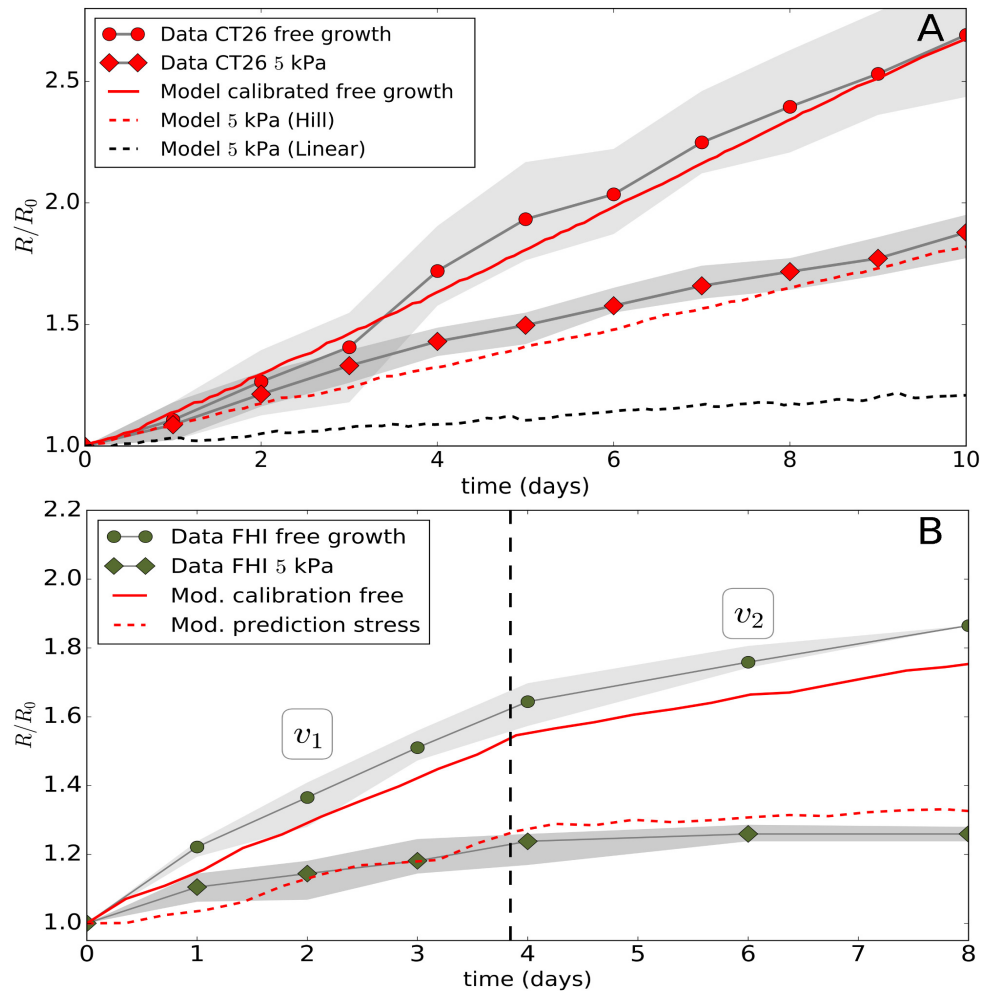 A
Data CT26 free growth
Data CT26 5 kPa
Model calibrated free growth
Model 5 kPa (Hill)
Model 5 kPa (Linear)
R/R0
2.5
2.0
1.5
1.0
0 2 4 6 8 10
time (days)
B
Data FHI free growth
Data FHI 5 kPa
Mod. calibration free
Mod. prediction stress
v1
v2
R/R0
2.2
2.0
1.8
1.6
1.4
1.2
1.0
0 1 2 3 4 5 6 7 8
time (days)